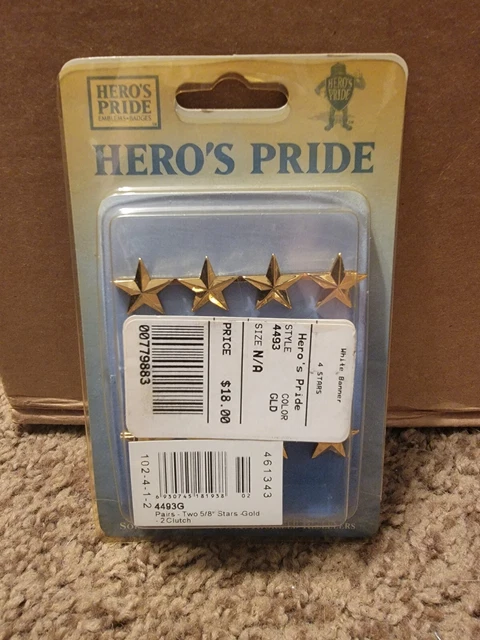 HERO'S
PRIDE
EMBLEMS • BADGES
HERO'S
PRIDE
HERO'S PRIDE
White Banner
4 STARS
Hero's Pride
STYLE COLOR
4493 GLD
SIZE N/A
PRICE $18.00
00779883
461343
102-4-1-2
02
4493G
Pairs - Two 5/8" Stars -Gold
- 2 Clutch